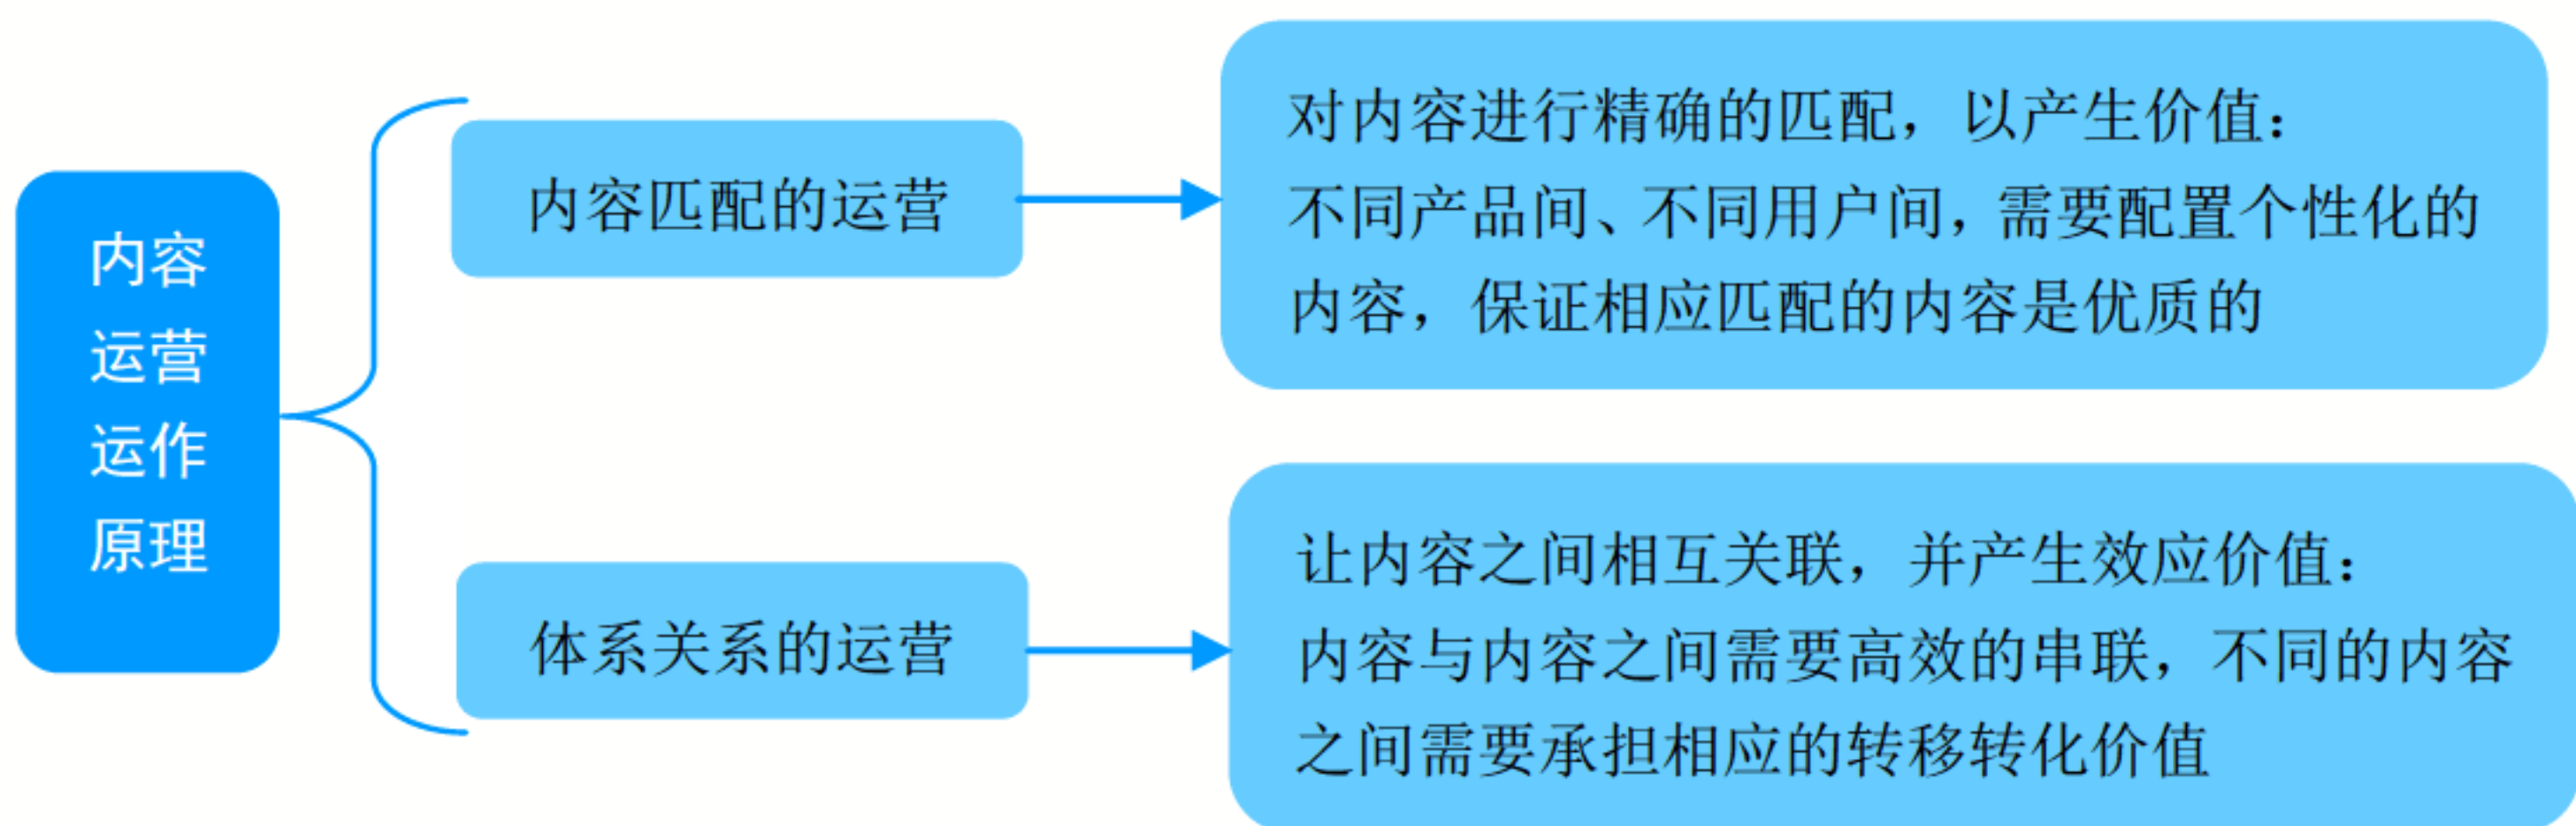 内容
运营
运作
原理
内容匹配的运营
对内容进行精确的匹配，以产生价值：
不同产品间、不同用户间，需要配置个性化的
内容，保证相应匹配的内容是优质的
体系关系的运营
让内容之间相互关联，并产生效应价值：
内容与内容之间需要高效的串联，不同的内容
之间需要承担相应的转移转化价值